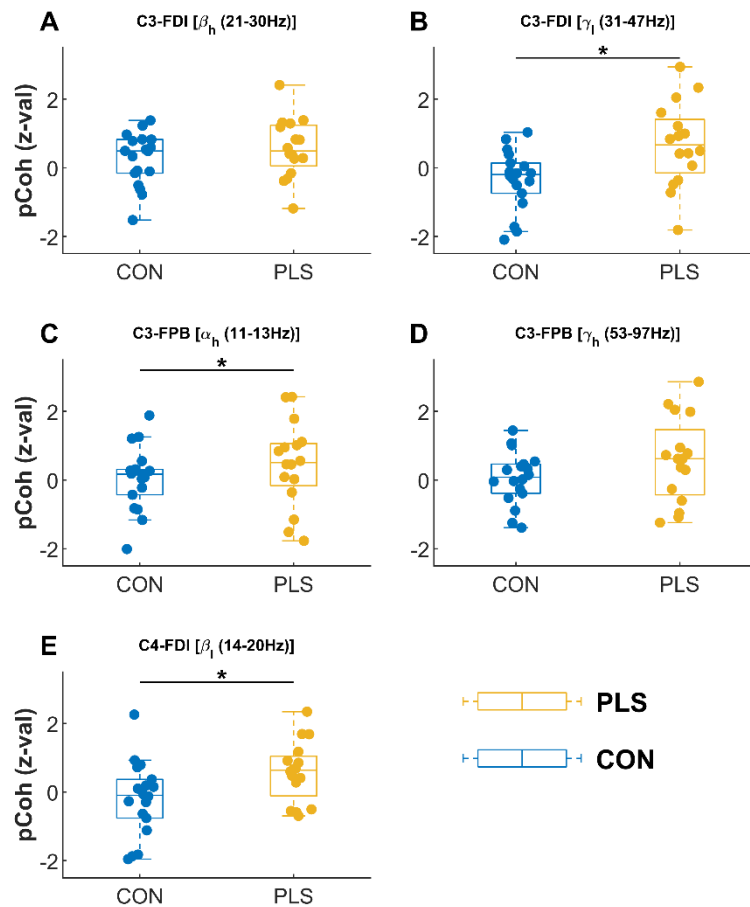 A C3-FDI [βh (21-30Hz)]
pCoh (z-val)
2
0
-2
CON PLS
B C3-FDI [γl (31-47Hz)]
*
2
0
-2
CON PLS
C C3-FPB [αh (11-13Hz)]
*
pCoh (z-val)
2
0
-2
CON PLS
D C3-FPB [γh (53-97Hz)]
2
0
-2
CON PLS
E C4-FDI [βl (14-20Hz)]
*
pCoh (z-val)
2
0
-2
CON PLS
PLS
CON